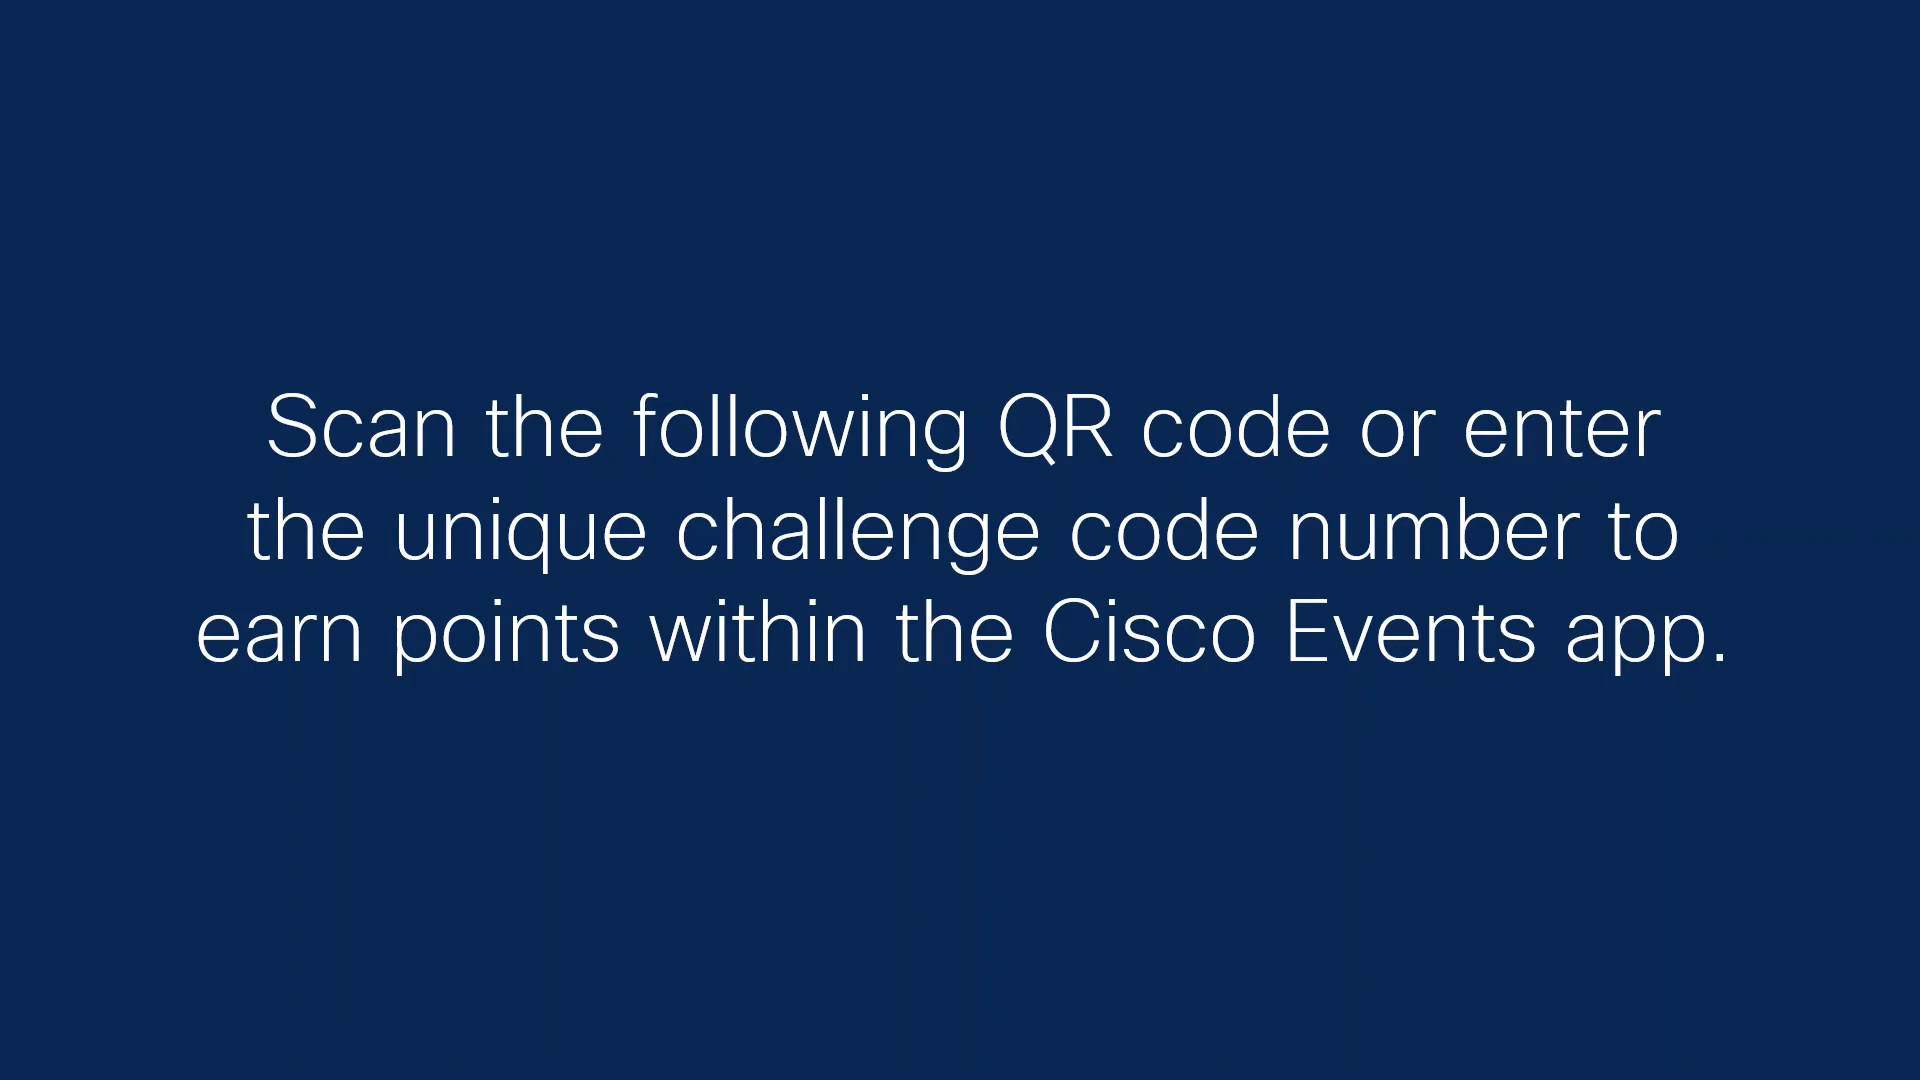 Scan the following QR code or enter
the unique challenge code number to
earn points within the Cisco Events app.